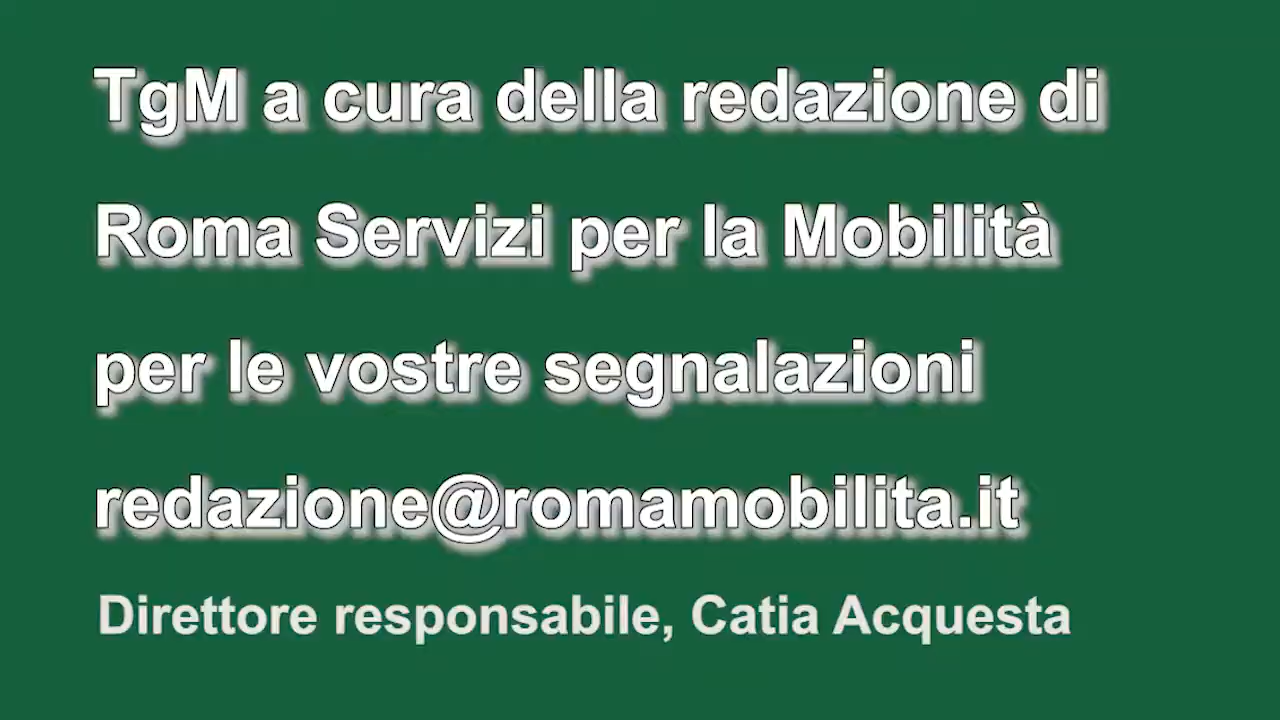 TgM a cura della redazione di
Roma Servizi per la Mobilità
per le vostre segnalazioni
redazione@romamobilita.it
Direttore responsabile, Catia Acquesta